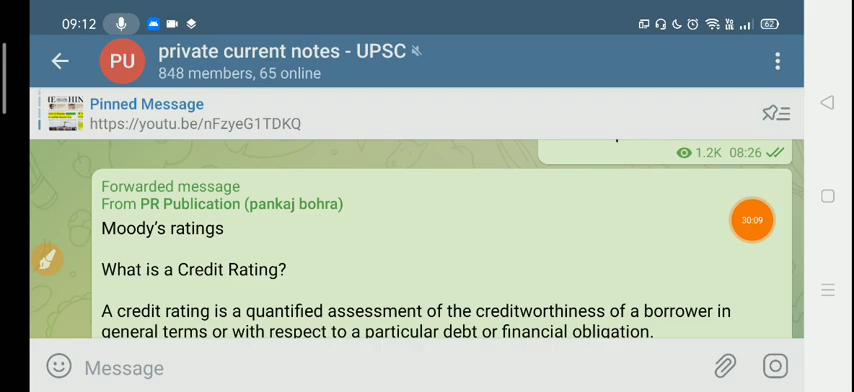 09:12
62
PU
private current notes - UPSC
848 members, 65 online
Pinned Message
https://youtu.be/nFzyeG1TDKQ
1.2K 08:26
Forwarded message
From PR Publication (pankaj bohra)
Moody's ratings
30:09
What is a Credit Rating?
A credit rating is a quantified assessment of the creditworthiness of a borrower in
general terms or with respect to a particular debt or financial obligation.
Message